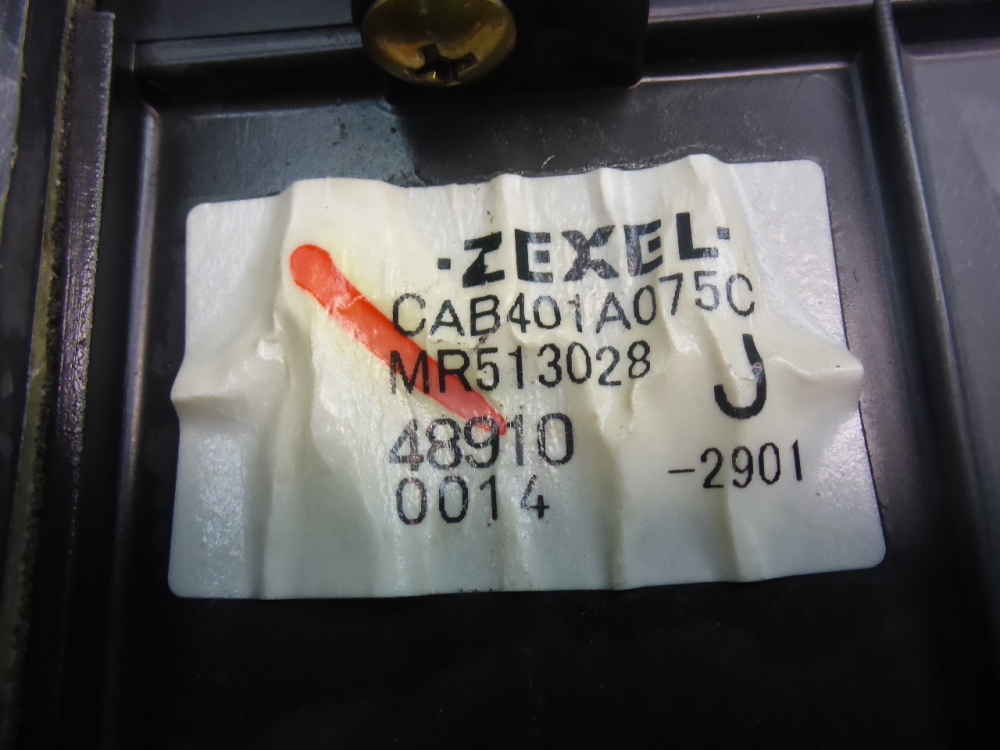 ·ZEXEL·
CAB401A075C
MR513028
J
48910
-2901
0014